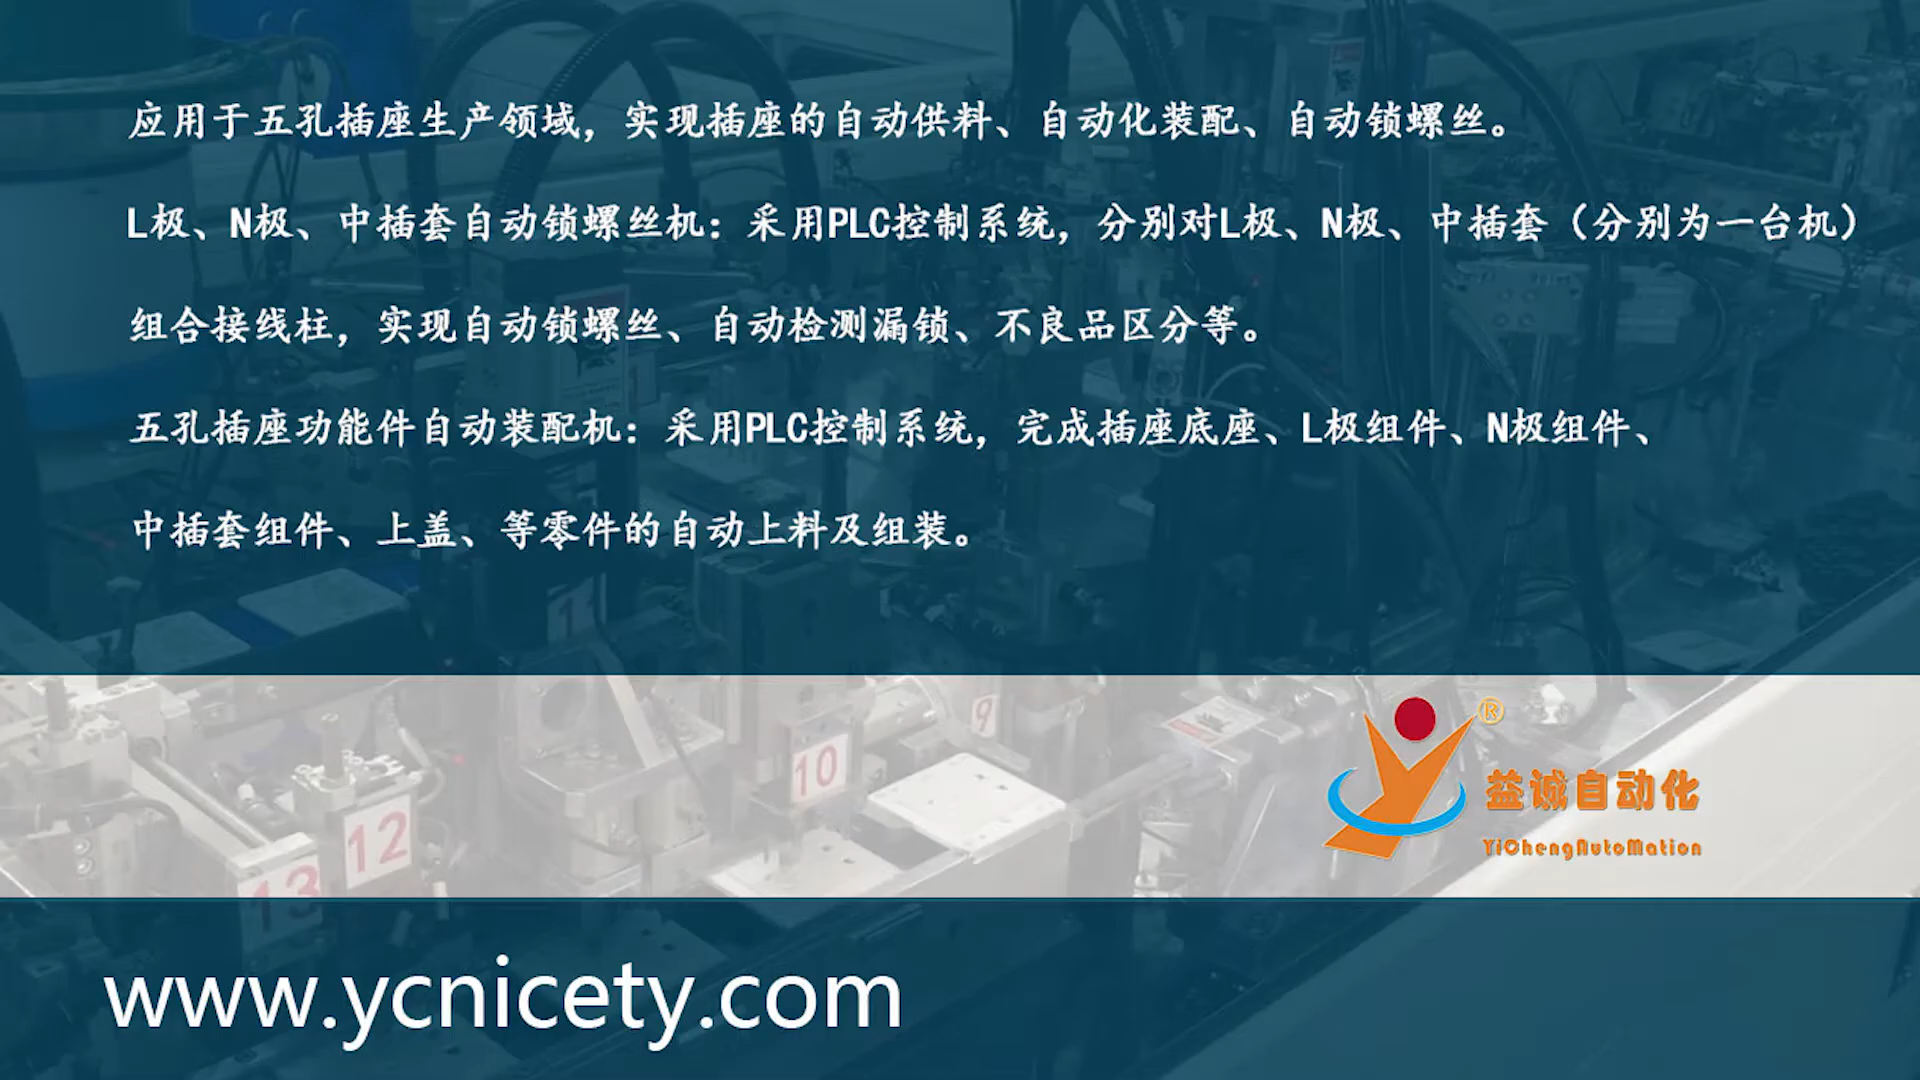 应用于五孔插座生产领域，实现插座的自动供料、自动化装配、自动锁螺丝。
L极、N极、中插套自动锁螺丝机：采用PLC控制系统，分别对L极、N极、中插套（分别为一台机）
组合接线柱，实现自动锁螺丝、自动检测漏锁、不良品区分等。
五孔插座功能件自动装配机：采用PLC控制系统，完成插座底座、L极组件、N极组件、
中插套组件、上盖、等零件的自动上料及组装。
9
10
12
13
®
益诚自动化
YiChengAutoMation
www.ycnicety.com